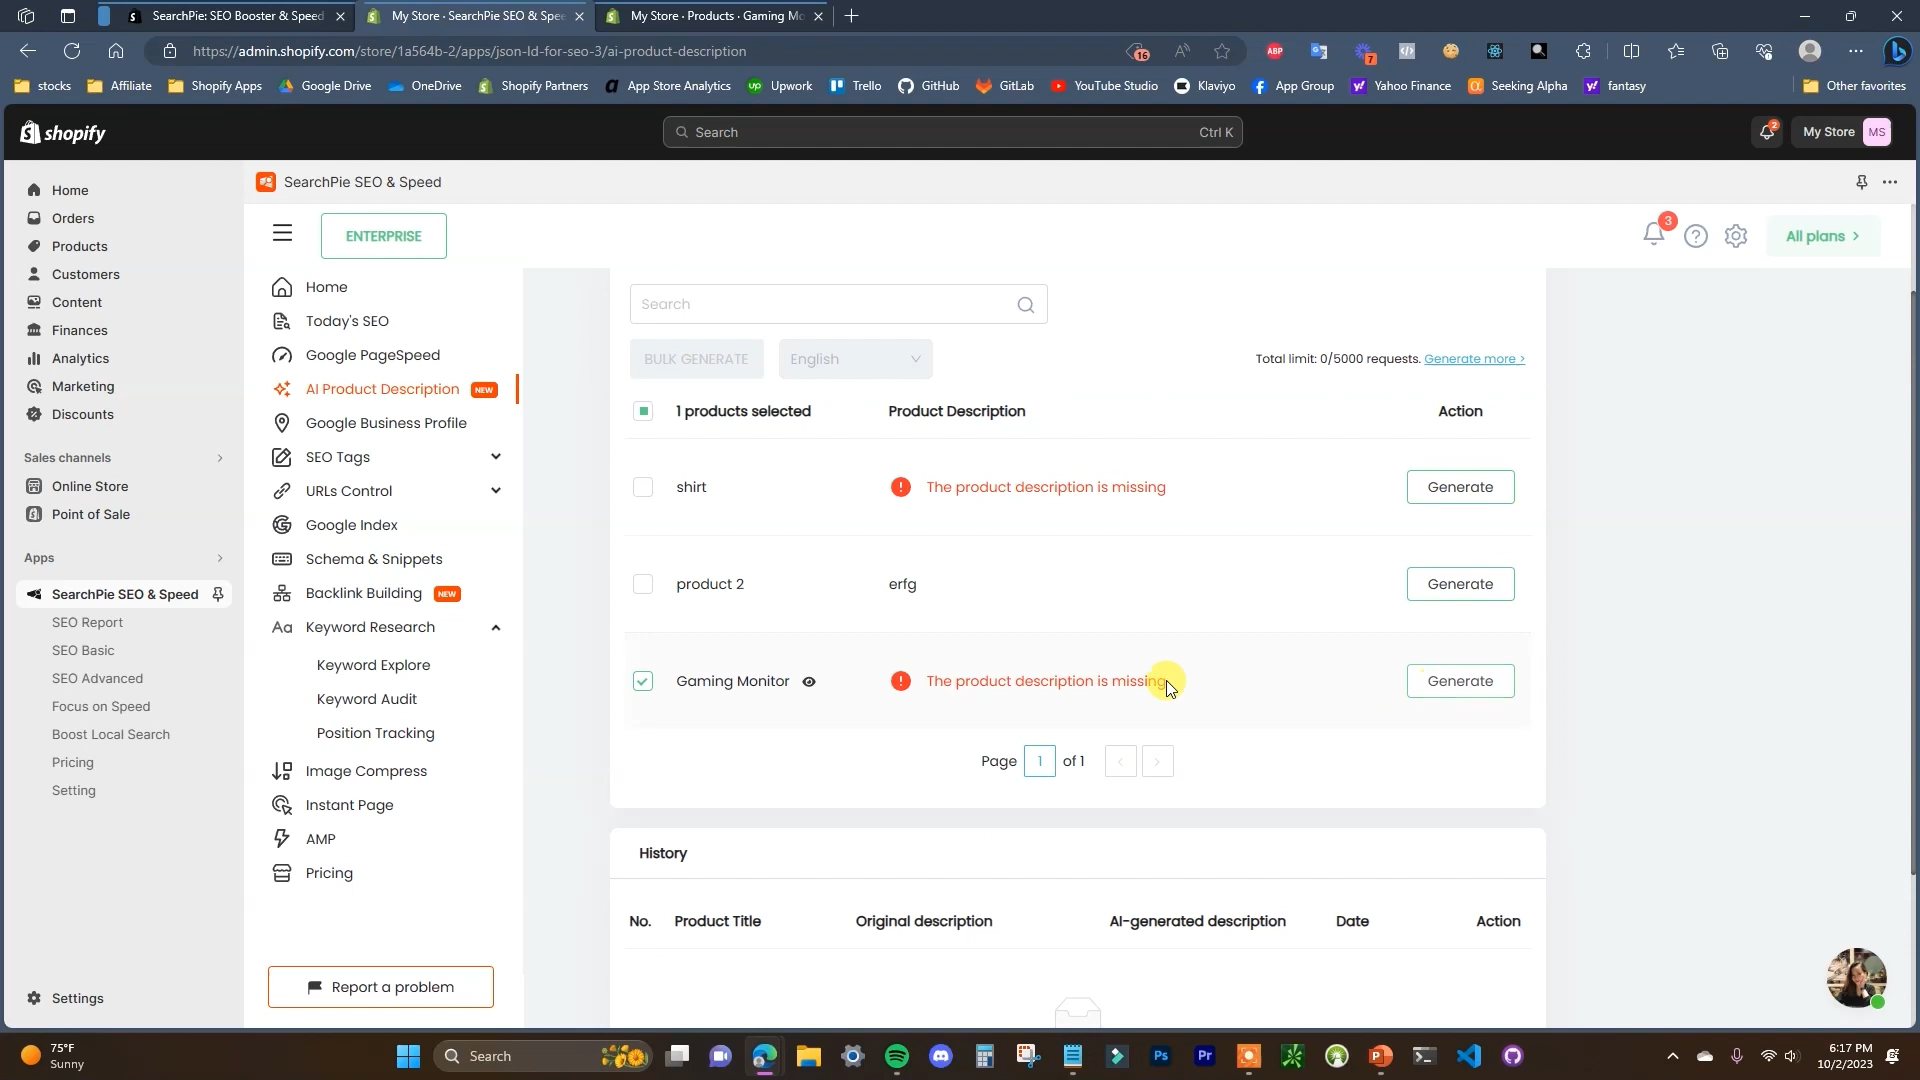 SearchPie: SEO Booster & Speed
My Store · SearchPie SEO & Spee
My Store · Products · Gaming Mo
https://admin.shopify.com/store/1a564b-2/apps/json-ld-for-seo-3/ai-product-description
16
ABP
7
stocks
Affiliate
Shopify Apps
Google Drive
OneDrive
Shopify Partners
App Store Analytics
up
Upwork
Trello
GitHub
GitLab
YouTube Studio
Klaviyo
App Group
Yahoo Finance
Seeking Alpha
fantasy
Other favorites
shopify
Search
Ctrl K
2
My Store
MS
Home
Orders
Products
Customers
Content
Finances
Analytics
Marketing
Discounts
Sales channels
Online Store
Point of Sale
Apps
SearchPie SEO & Speed
SEO Report
SEO Basic
SEO Advanced
Focus on Speed
Boost Local Search
Pricing
Setting
Settings
SearchPie SEO & Speed
ENTERPRISE
3
All plans >
Home
Today's SEO
Google PageSpeed
AI Product Description NEW
Google Business Profile
SEO Tags
URLs Control
Google Index
Schema & Snippets
Backlink Building NEW
Aa Keyword Research
Keyword Explore
Keyword Audit
Position Tracking
Image Compress
Instant Page
AMP
Pricing
Report a problem
Search
BULK GENERATE
English
Total limit: 0/5000 requests. Generate more >
1 products selected
Product Description
Action
shirt
The product description is missing
Generate
product 2
erfg
Generate
Gaming Monitor
The product description is missing
Generate
Page 1 of 1
History
No.
Product Title
Original description
AI-generated description
Date
Action
75°F
Sunny
Search
Ps
Pr
6:17 PM
10/2/2023